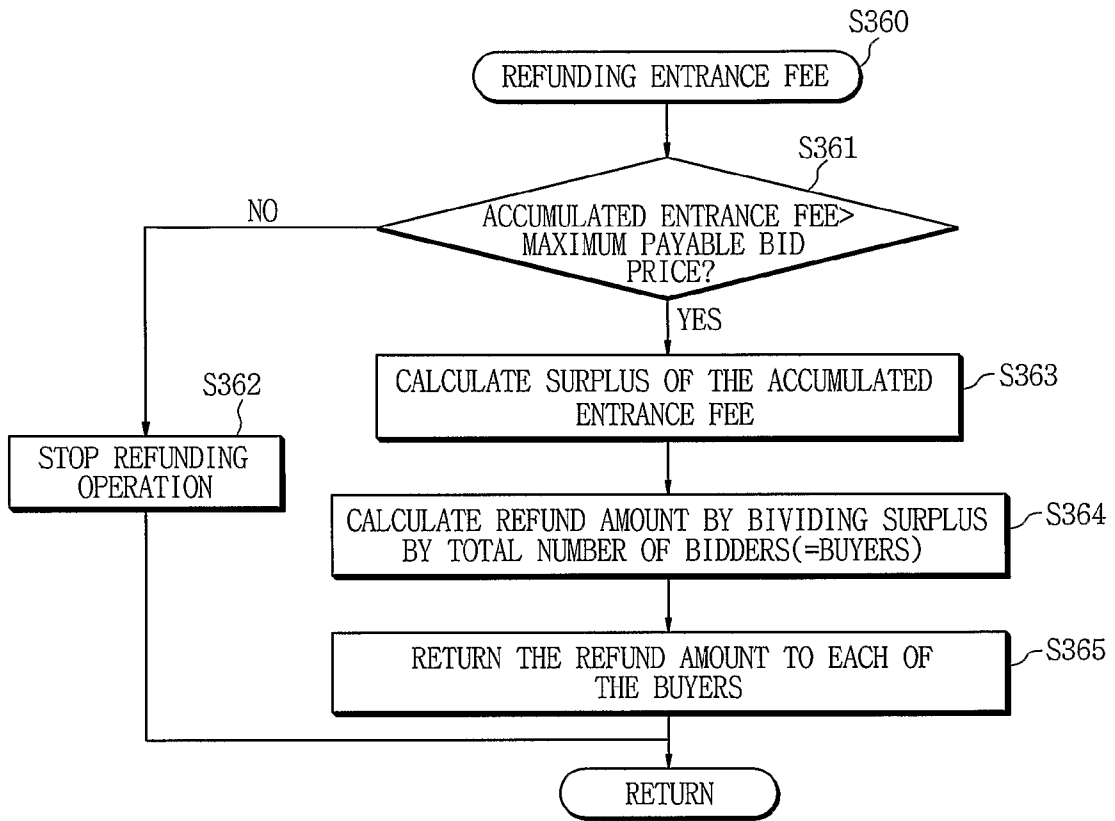 S360
REFUNDING ENTRANCE FEE
S361
ACCUMULATED ENTRANCE FEE>
MAXIMUM PAYABLE BID
PRICE?
NO
YES
S363
CALCULATE SURPLUS OF THE ACCUMULATED
ENTRANCE FEE
S362
STOP REFUNDING
OPERATION
S364
CALCULATE REFUND AMOUNT BY BIVIDING SURPLUS
BY TOTAL NUMBER OF BIDDERS(=BUYERS)
S365
RETURN THE REFUND AMOUNT TO EACH OF
THE BUYERS
RETURN